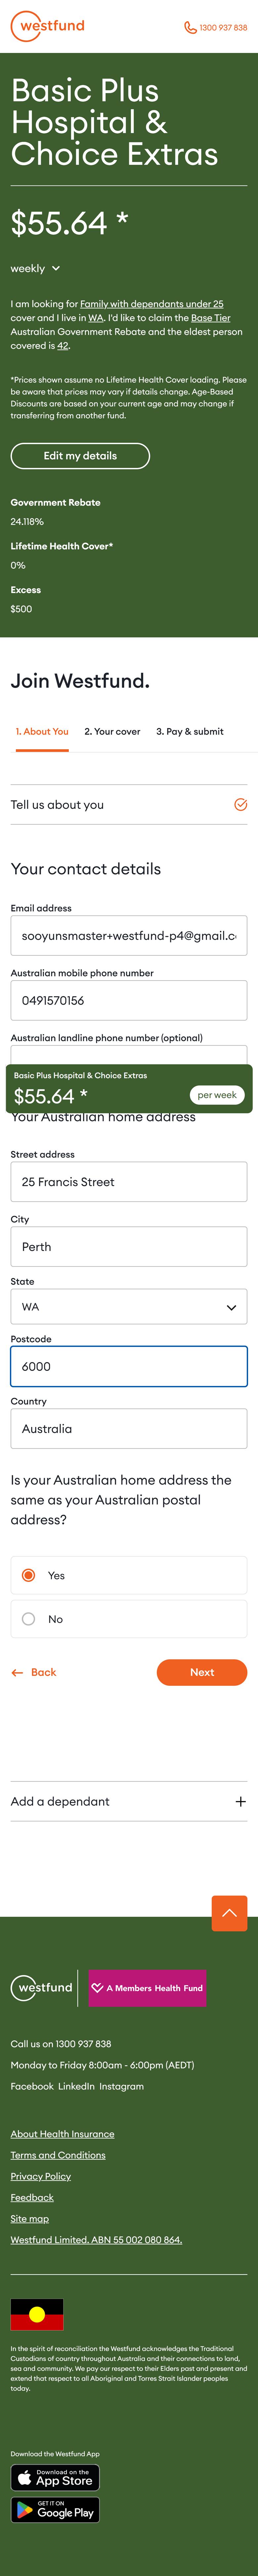 westfund
1300 937 838
Basic Plus
Hospital &
Choice Extras
$55.64 *
weekly
I am looking for Family with dependants under 25
cover and I live in WA. I'd like to claim the Base Tier
Australian Government Rebate and the eldest person
covered is 42.
*Prices shown assume no Lifetime Health Cover loading. Please
be aware that prices may vary if details change. Age-Based
Discounts are based on your current age and may change if
transferring from another fund.
Edit my details
Government Rebate
24.118%
Lifetime Health Cover*
0%
Excess
$500
Join Westfund.
1. About You 2. Your cover 3. Pay & submit
Tell us about you
Your contact details
Email address
sooyunsmaster+westfund-p4@gmail.c
Australian mobile phone number
0491570156
Australian landline phone number (optional)
Basic Plus Hospital & Choice Extras
$55.64 *
per week
Your Australian home address
Street address
25 Francis Street
City
Perth
State
WA
Postcode
6000
Country
Australia
Is your Australian home address the
same as your Australian postal
address?
Yes
No
Back
Next
Add a dependant
westfund
A Members Health Fund
Call us on 1300 937 838
Monday to Friday 8:00am - 6:00pm (AEDT)
Facebook LinkedIn Instagram
About Health Insurance
Terms and Conditions
Privacy Policy
Feedback
Site map
Westfund Limited. ABN 55 002 080 864.
In the spirit of reconciliation the Westfund acknowledges the Traditional
Custodians of country throughout Australia and their connections to land,
sea and community. We pay our respect to their Elders past and present and
extend that respect to all Aboriginal and Torres Strait Islander peoples
today.
Download the Westfund App
Download on the
App Store
GET IT ON
Google Play